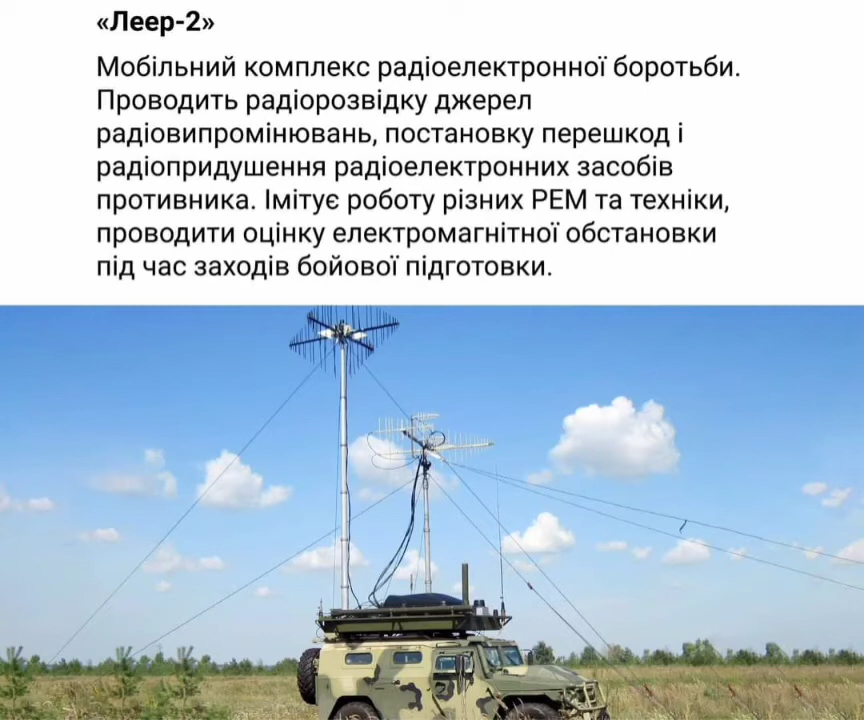 «Леер-2»
Мобільний комплекс радіоелектронної боротьби.
Проводить радіорозвідку джерел
радіовипромінювань, постановку перешкод і
радіопридушення радіоелектронних засобів
противника. Імітує роботу різних РЕМ та техніки,
проводити оцінку електромагнітної обстановки
під час заходів бойової підготовки.